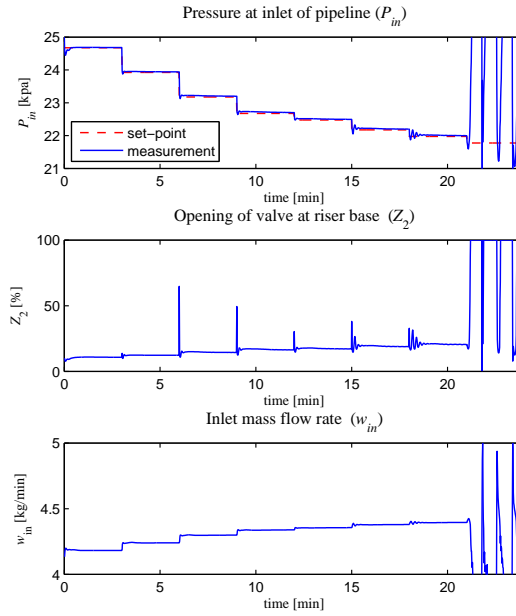 Pressure at inlet of pipeline (P_in)
25
24
23
22
21
P_in [kpa]
set-point
measurement
0 5 10 15 20
time [min]
Opening of valve at riser base (Z_2)
100
50
0
Z_2 [%]
0 5 10 15 20
time [min]
Inlet mass flow rate (w_in)
5
4.5
4
w_in [kg/min]
0 5 10 15 20
time [min]